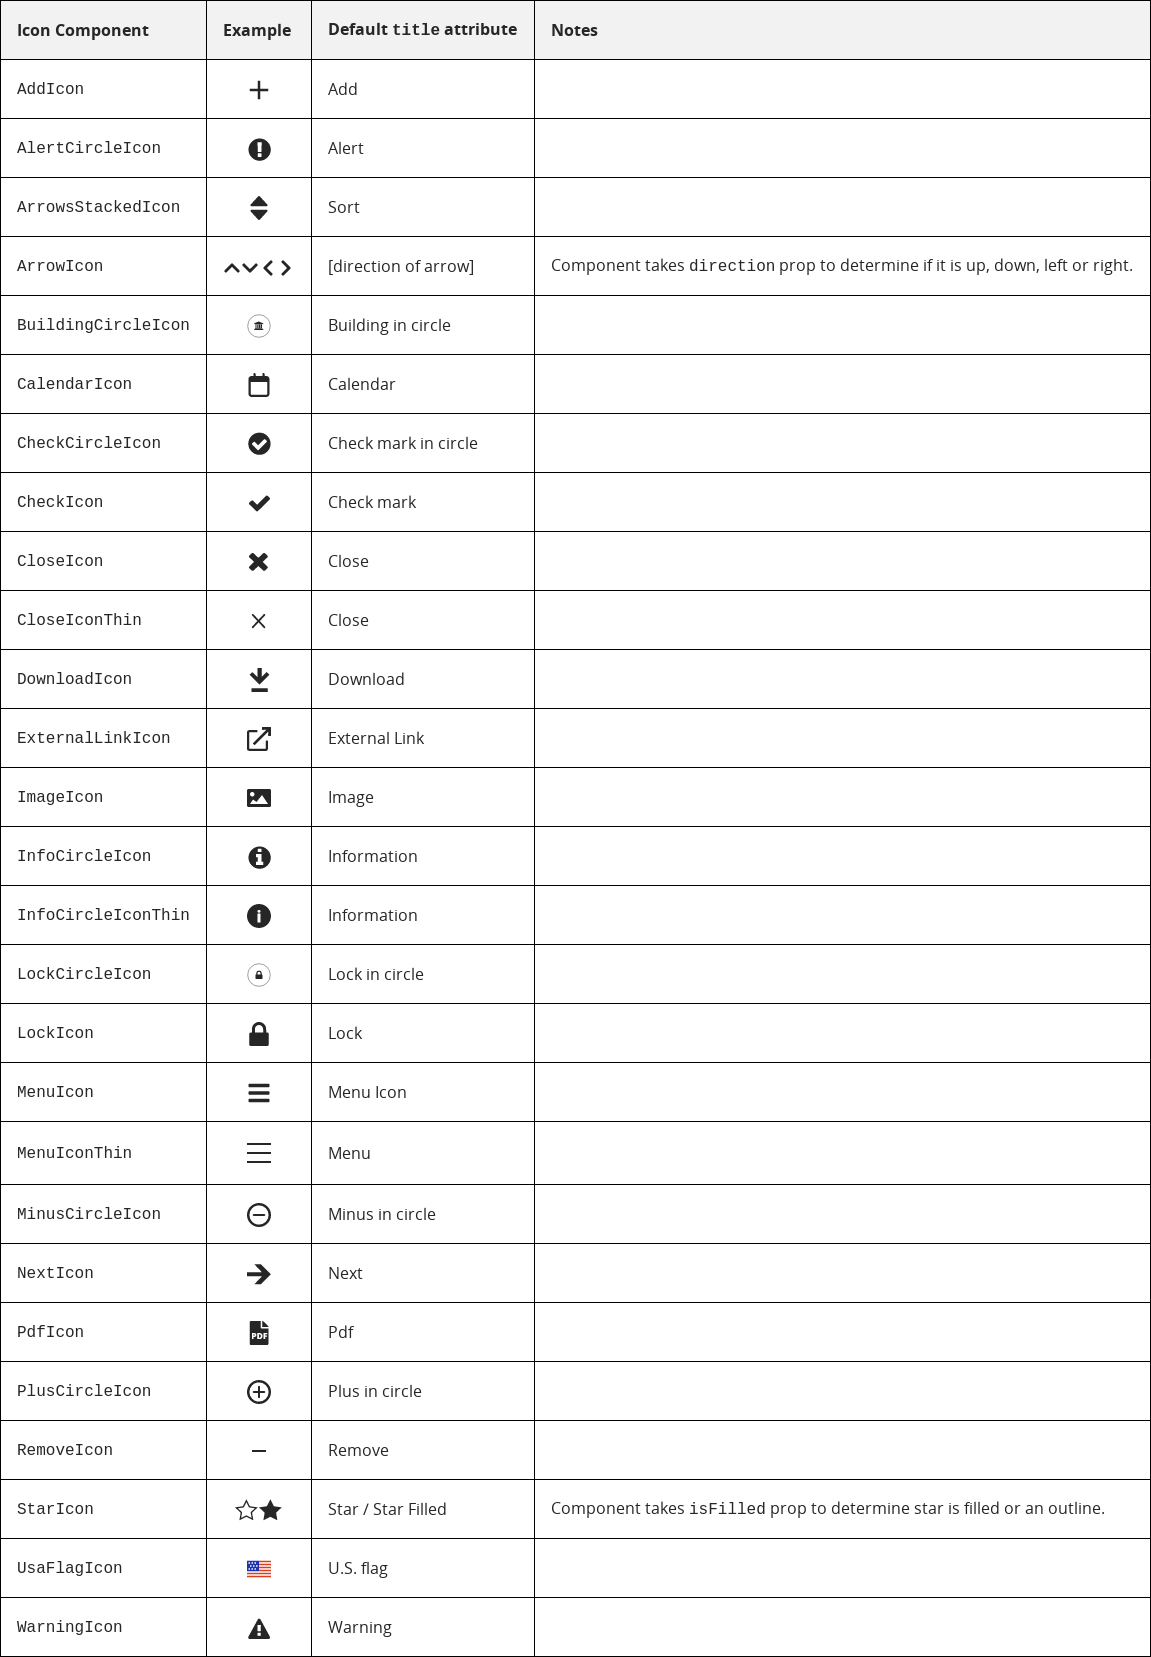 Icon Component Example Default title attribute Notes
AddIcon Add
AlertCircleIcon Alert
ArrowsStackedIcon Sort
ArrowIcon [direction of arrow] Component takes direction prop to determine if it is up, down, left or right.
BuildingCircleIcon Building in circle
CalendarIcon Calendar
CheckCircleIcon Check mark in circle
CheckIcon Check mark
CloseIcon Close
CloseIconThin Close
DownloadIcon Download
ExternalLinkIcon External Link
ImageIcon Image
InfoCircleIcon Information
InfoCircleIconThin Information
LockCircleIcon Lock in circle
LockIcon Lock
MenuIcon Menu Icon
MenuIconThin Menu
MinusCircleIcon Minus in circle
NextIcon Next
PdfIcon PDF Pdf
PlusCircleIcon Plus in circle
RemoveIcon Remove
StarIcon Star / Star Filled Component takes isFilled prop to determine star is filled or an outline.
UsaFlagIcon U.S. flag
WarningIcon Warning